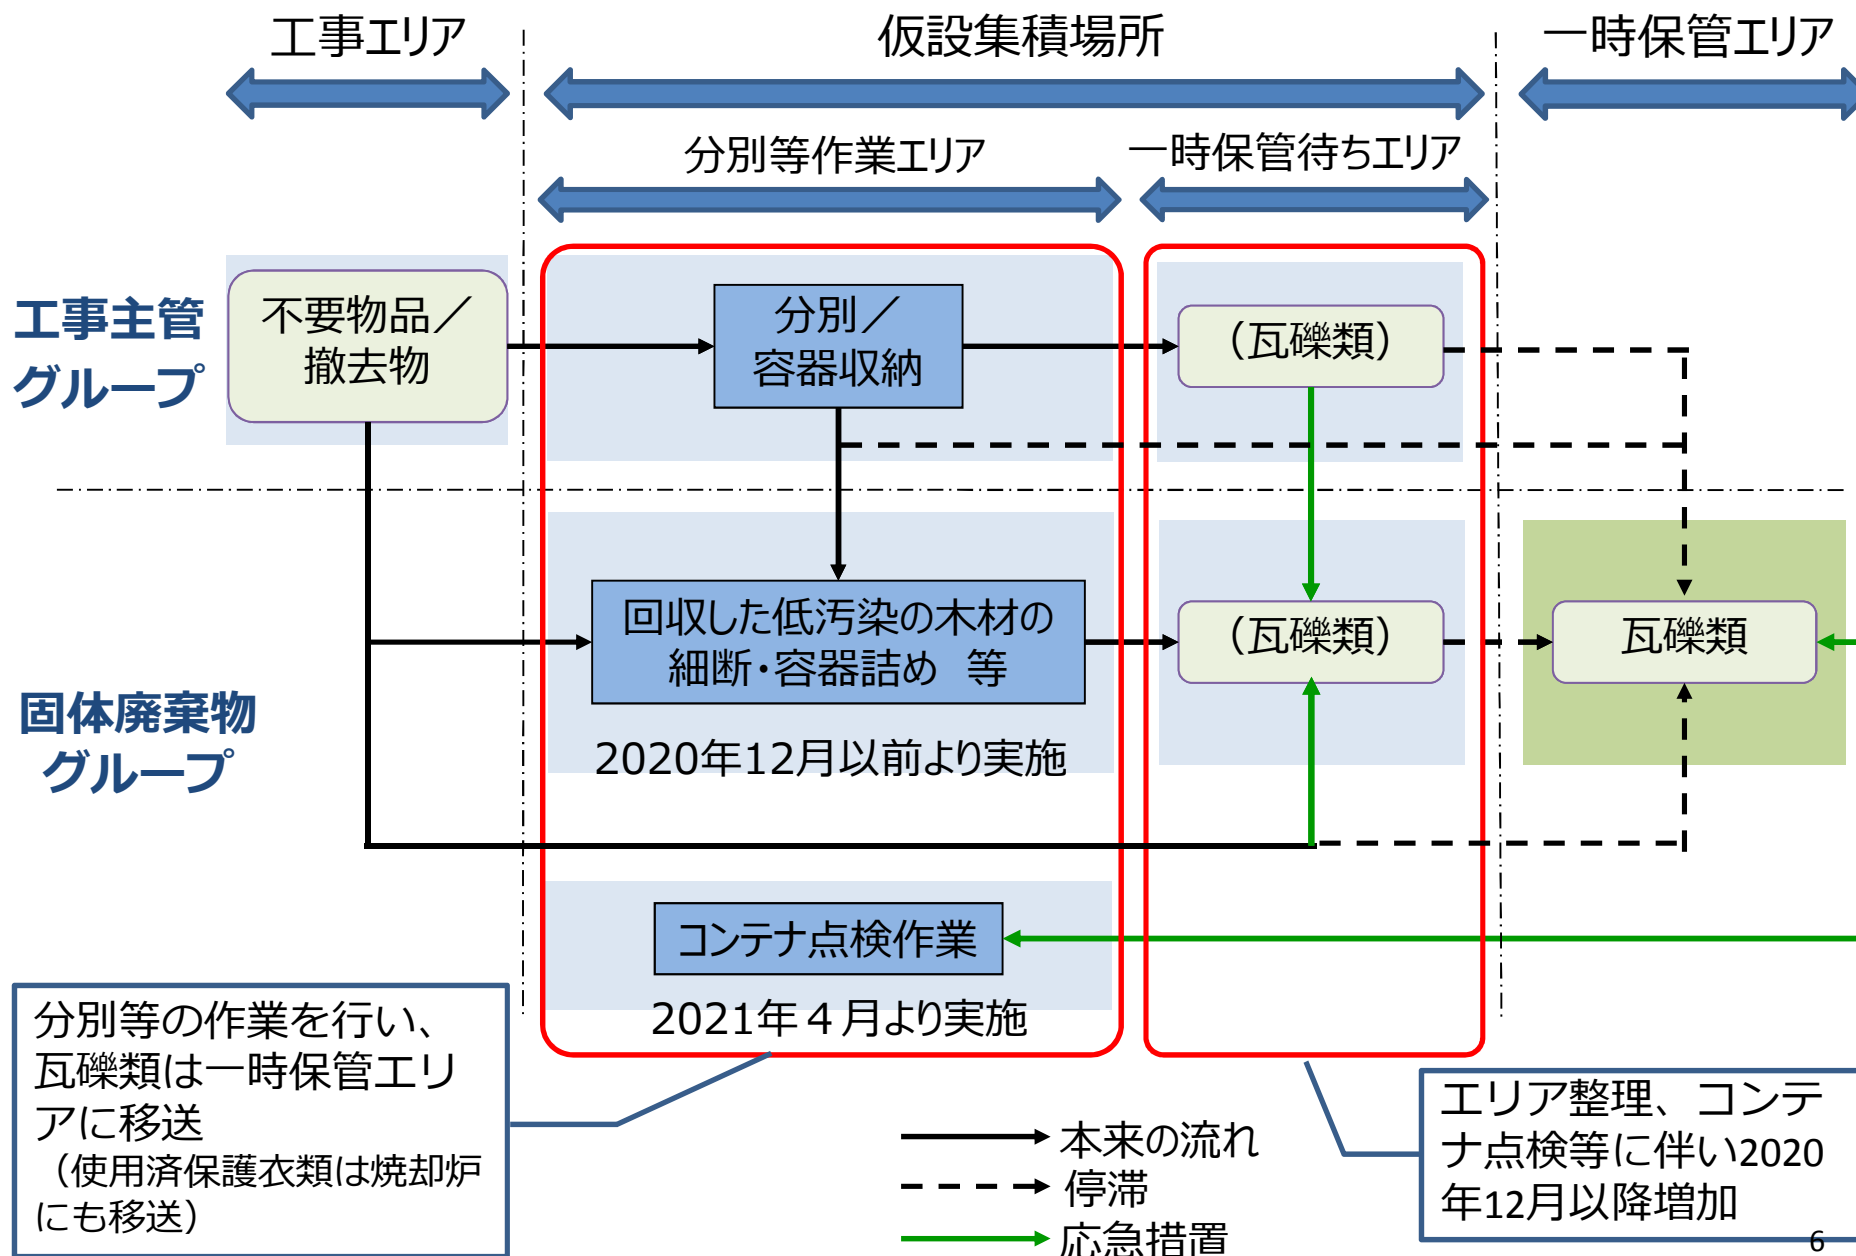 工事エリア
仮設集積場所
一時保管エリア
分別等作業エリア
一時保管待ちエリア
工事主管
グループ
不要物品／
撤去物
分別／
容器収納
（瓦礫類）
固体廃棄物
グループ
回収した低汚染の木材の
細断・容器詰め　等
2020年12月以前より実施
（瓦礫類）
瓦礫類
コンテナ点検作業
2021年４月より実施
分別等の作業を行い、
瓦礫類は一時保管エリ
アに移送
（使用済保護衣類は焼却炉
にも移送）
本来の流れ
停滞
応急措置
エリア整理、コンテ
ナ点検等に伴い2020
年12月以降増加
6